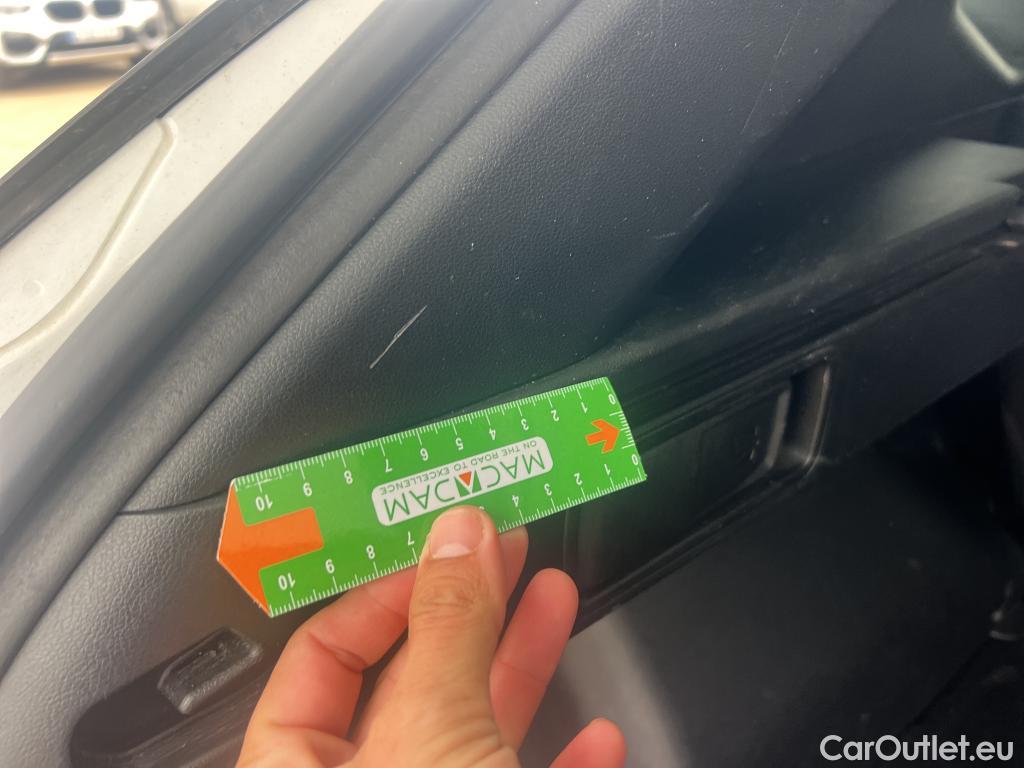 0 1 2 3 4 5 6 7 8 9 10
MACADAM
ON THE ROAD TO EXCELLENCE
0 1 2 3 4 5 7 8 9 10
CarOutlet.eu